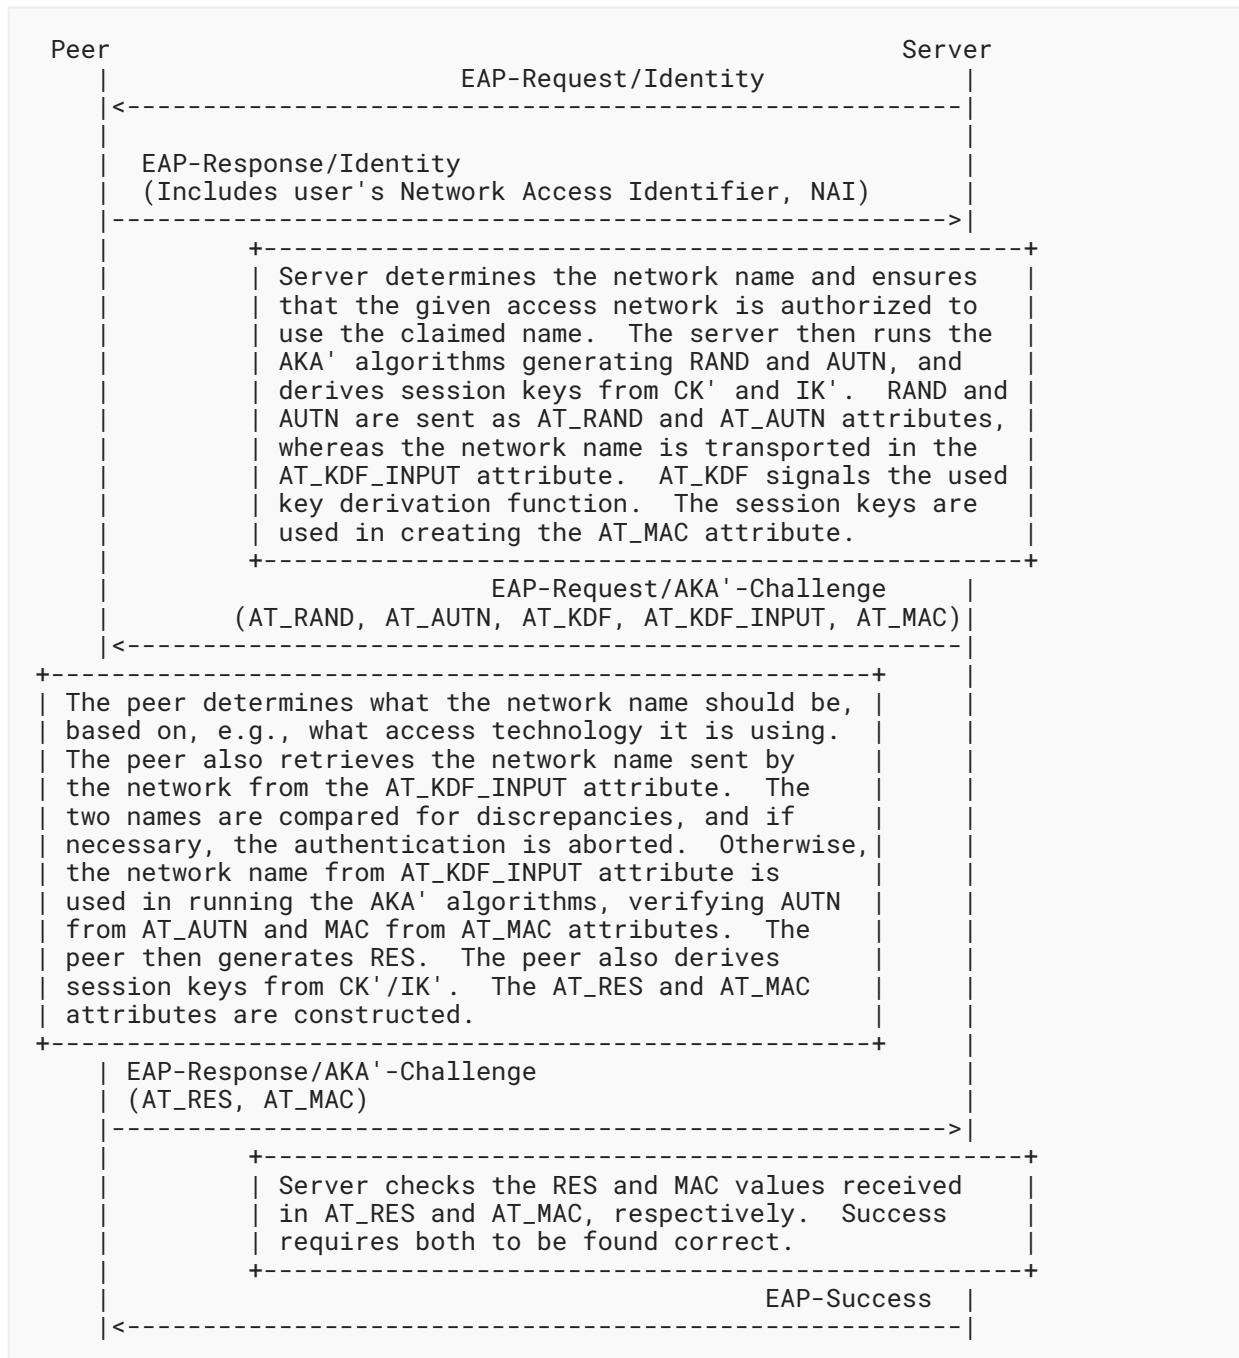 Peer                                                    Server
   |                       EAP-Request/Identity             |
   |<-------------------------------------------------------|
   |                                                        |
   |  EAP-Response/Identity                                 |
   |  (Includes user's Network Access Identifier, NAI)      |
   |------------------------------------------------------->|
   |         +--------------------------------------------------+
   |         | Server determines the network name and ensures   |
   |         | that the given access network is authorized to   |
   |         | use the claimed name.  The server then runs the  |
   |         | AKA' algorithms generating RAND and AUTN, and    |
   |         | derives session keys from CK' and IK'.  RAND and |
   |         | AUTN are sent as AT_RAND and AT_AUTN attributes, |
   |         | whereas the network name is transported in the   |
   |         | AT_KDF_INPUT attribute.  AT_KDF signals the used |
   |         | key derivation function.  The session keys are   |
   |         | used in creating the AT_MAC attribute.           |
   |         +--------------------------------------------------+
   |                         EAP-Request/AKA'-Challenge     |
   |        (AT_RAND, AT_AUTN, AT_KDF, AT_KDF_INPUT, AT_MAC)|
   |<-------------------------------------------------------|
+------------------------------------------------------+     |
| The peer determines what the network name should be, |     |
| based on, e.g., what access technology it is using.  |     |
| The peer also retrieves the network name sent by     |     |
| the network from the AT_KDF_INPUT attribute.  The    |     |
| two names are compared for discrepancies, and if     |     |
| necessary, the authentication is aborted.  Otherwise,|     |
| the network name from AT_KDF_INPUT attribute is      |     |
| used in running the AKA' algorithms, verifying AUTN  |     |
| from AT_AUTN and MAC from AT_MAC attributes.  The    |     |
| peer then generates RES.  The peer also derives      |     |
| session keys from CK'/IK'.  The AT_RES and AT_MAC    |     |
| attributes are constructed.                          |     |
+------------------------------------------------------+     |
   | EAP-Response/AKA'-Challenge                            |
   | (AT_RES, AT_MAC)                                       |
   |------------------------------------------------------->|
   |         +--------------------------------------------------+
   |         | Server checks the RES and MAC values received    |
   |         | in AT_RES and AT_MAC, respectively.  Success     |
   |         | requires both to be found correct.               |
   |         +--------------------------------------------------+
   |                                           EAP-Success  |
   |<-------------------------------------------------------|